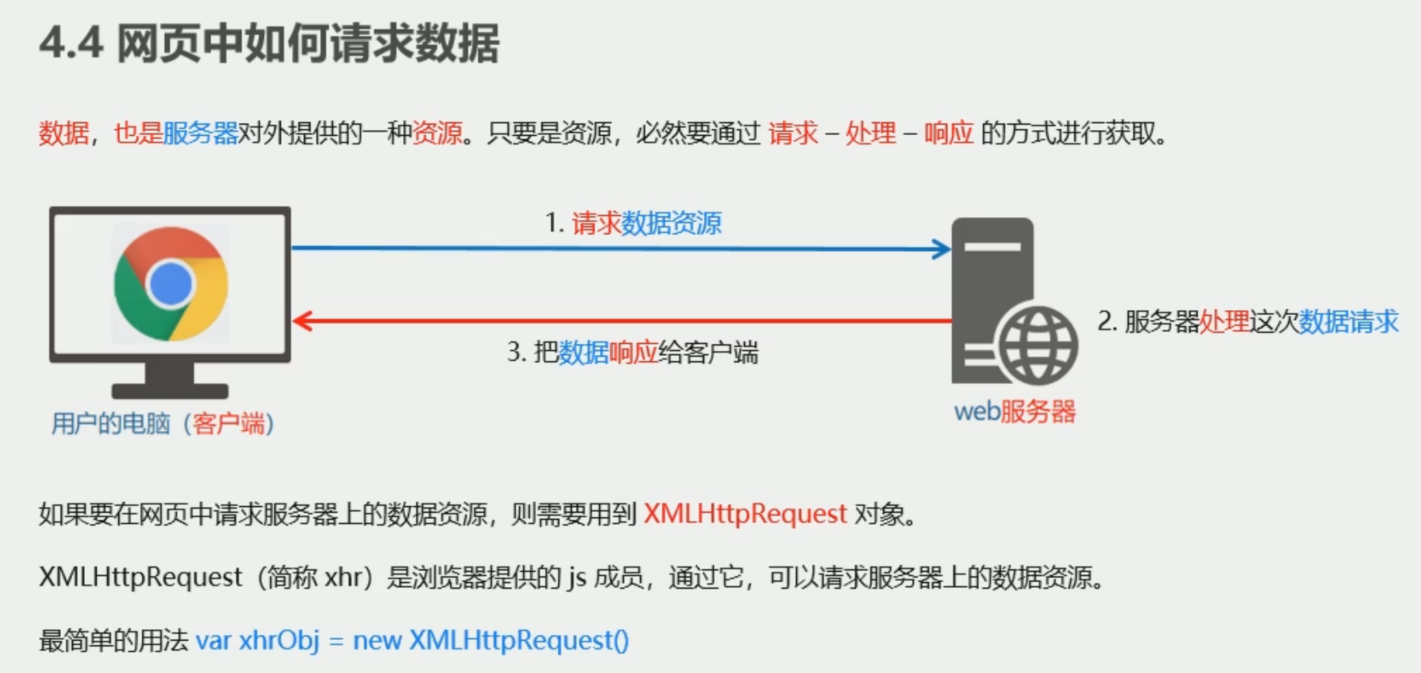 4.4 网页中如何请求数据
数据，也是服务器对外提供的一种资源。只要是资源，必然要通过 请求 – 处理 – 响应 的方式进行获取。
1. 请求数据资源
2. 服务器处理这次数据请求
3. 把数据响应给客户端
用户的电脑（客户端）
web服务器
如果要在网页中请求服务器上的数据资源，则需要用到 XMLHttpRequest 对象。
XMLHttpRequest（简称 xhr）是浏览器提供的 js 成员，通过它，可以请求服务器上的数据资源。
最简单的用法 var xhrObj = new XMLHttpRequest()